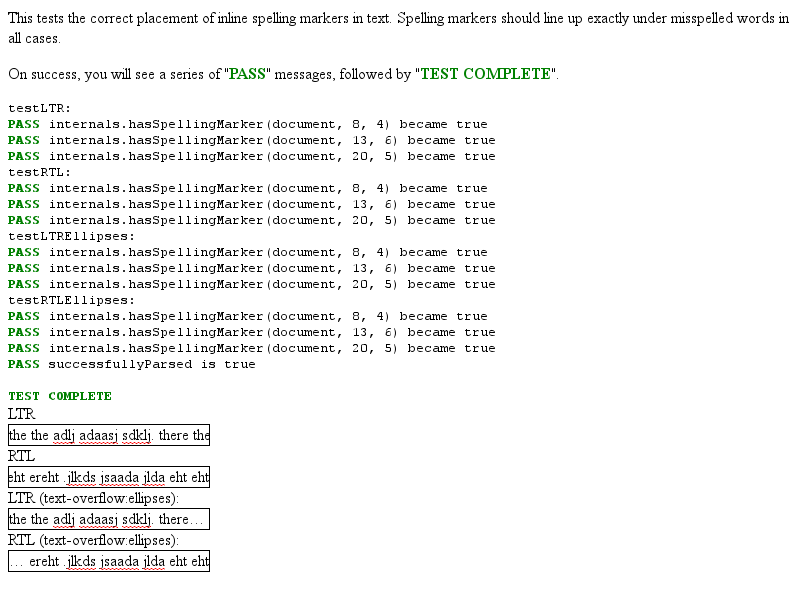 This tests the correct placement of inline spelling markers in text. Spelling markers should line up exactly under misspelled words in
all cases.
On success, you will see a series of "PASS" messages, followed by "TEST COMPLETE".
testLTR:
PASS internals.hasSpellingMarker(document, 8, 4) became true
PASS internals.hasSpellingMarker(document, 13, 6) became true
PASS internals.hasSpellingMarker(document, 20, 5) became true
testRTL:
PASS internals.hasSpellingMarker(document, 8, 4) became true
PASS internals.hasSpellingMarker(document, 13, 6) became true
PASS internals.hasSpellingMarker(document, 20, 5) became true
testLTREllipses:
PASS internals.hasSpellingMarker(document, 8, 4) became true
PASS internals.hasSpellingMarker(document, 13, 6) became true
PASS internals.hasSpellingMarker(document, 20, 5) became true
testRTLEllipses:
PASS internals.hasSpellingMarker(document, 8, 4) became true
PASS internals.hasSpellingMarker(document, 13, 6) became true
PASS internals.hasSpellingMarker(document, 20, 5) became true
PASS successfullyParsed is true
TEST COMPLETE
LTR
the the adlj adaasj sdklj. there the
RTL
eht ereht .jlkds jsaada jlda eht eht
LTR (text-overflow:ellipses):
the the adlj adaasj sdklj. there…
RTL (text-overflow:ellipses):
… ereht .jlkds jsaada jlda eht eht